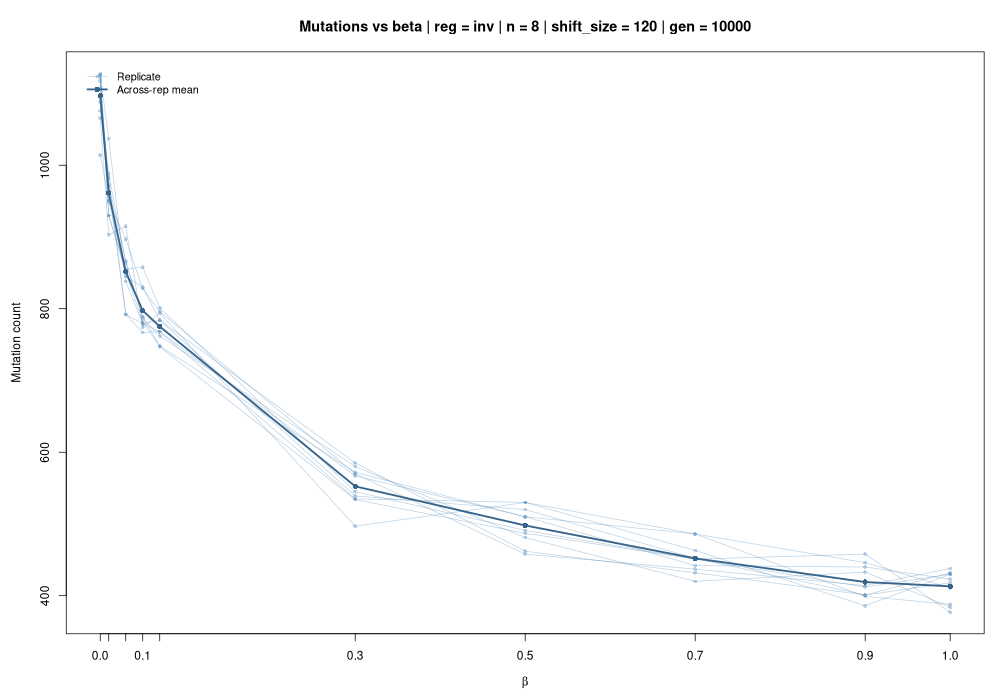 Mutations vs beta | reg = inv | n = 8 | shift_size = 120 | gen = 10000
Replicate
Across-rep mean
Mutation count
1000
800
600
400
0.0 0.1 0.3 0.5 0.7 0.9 1.0
β